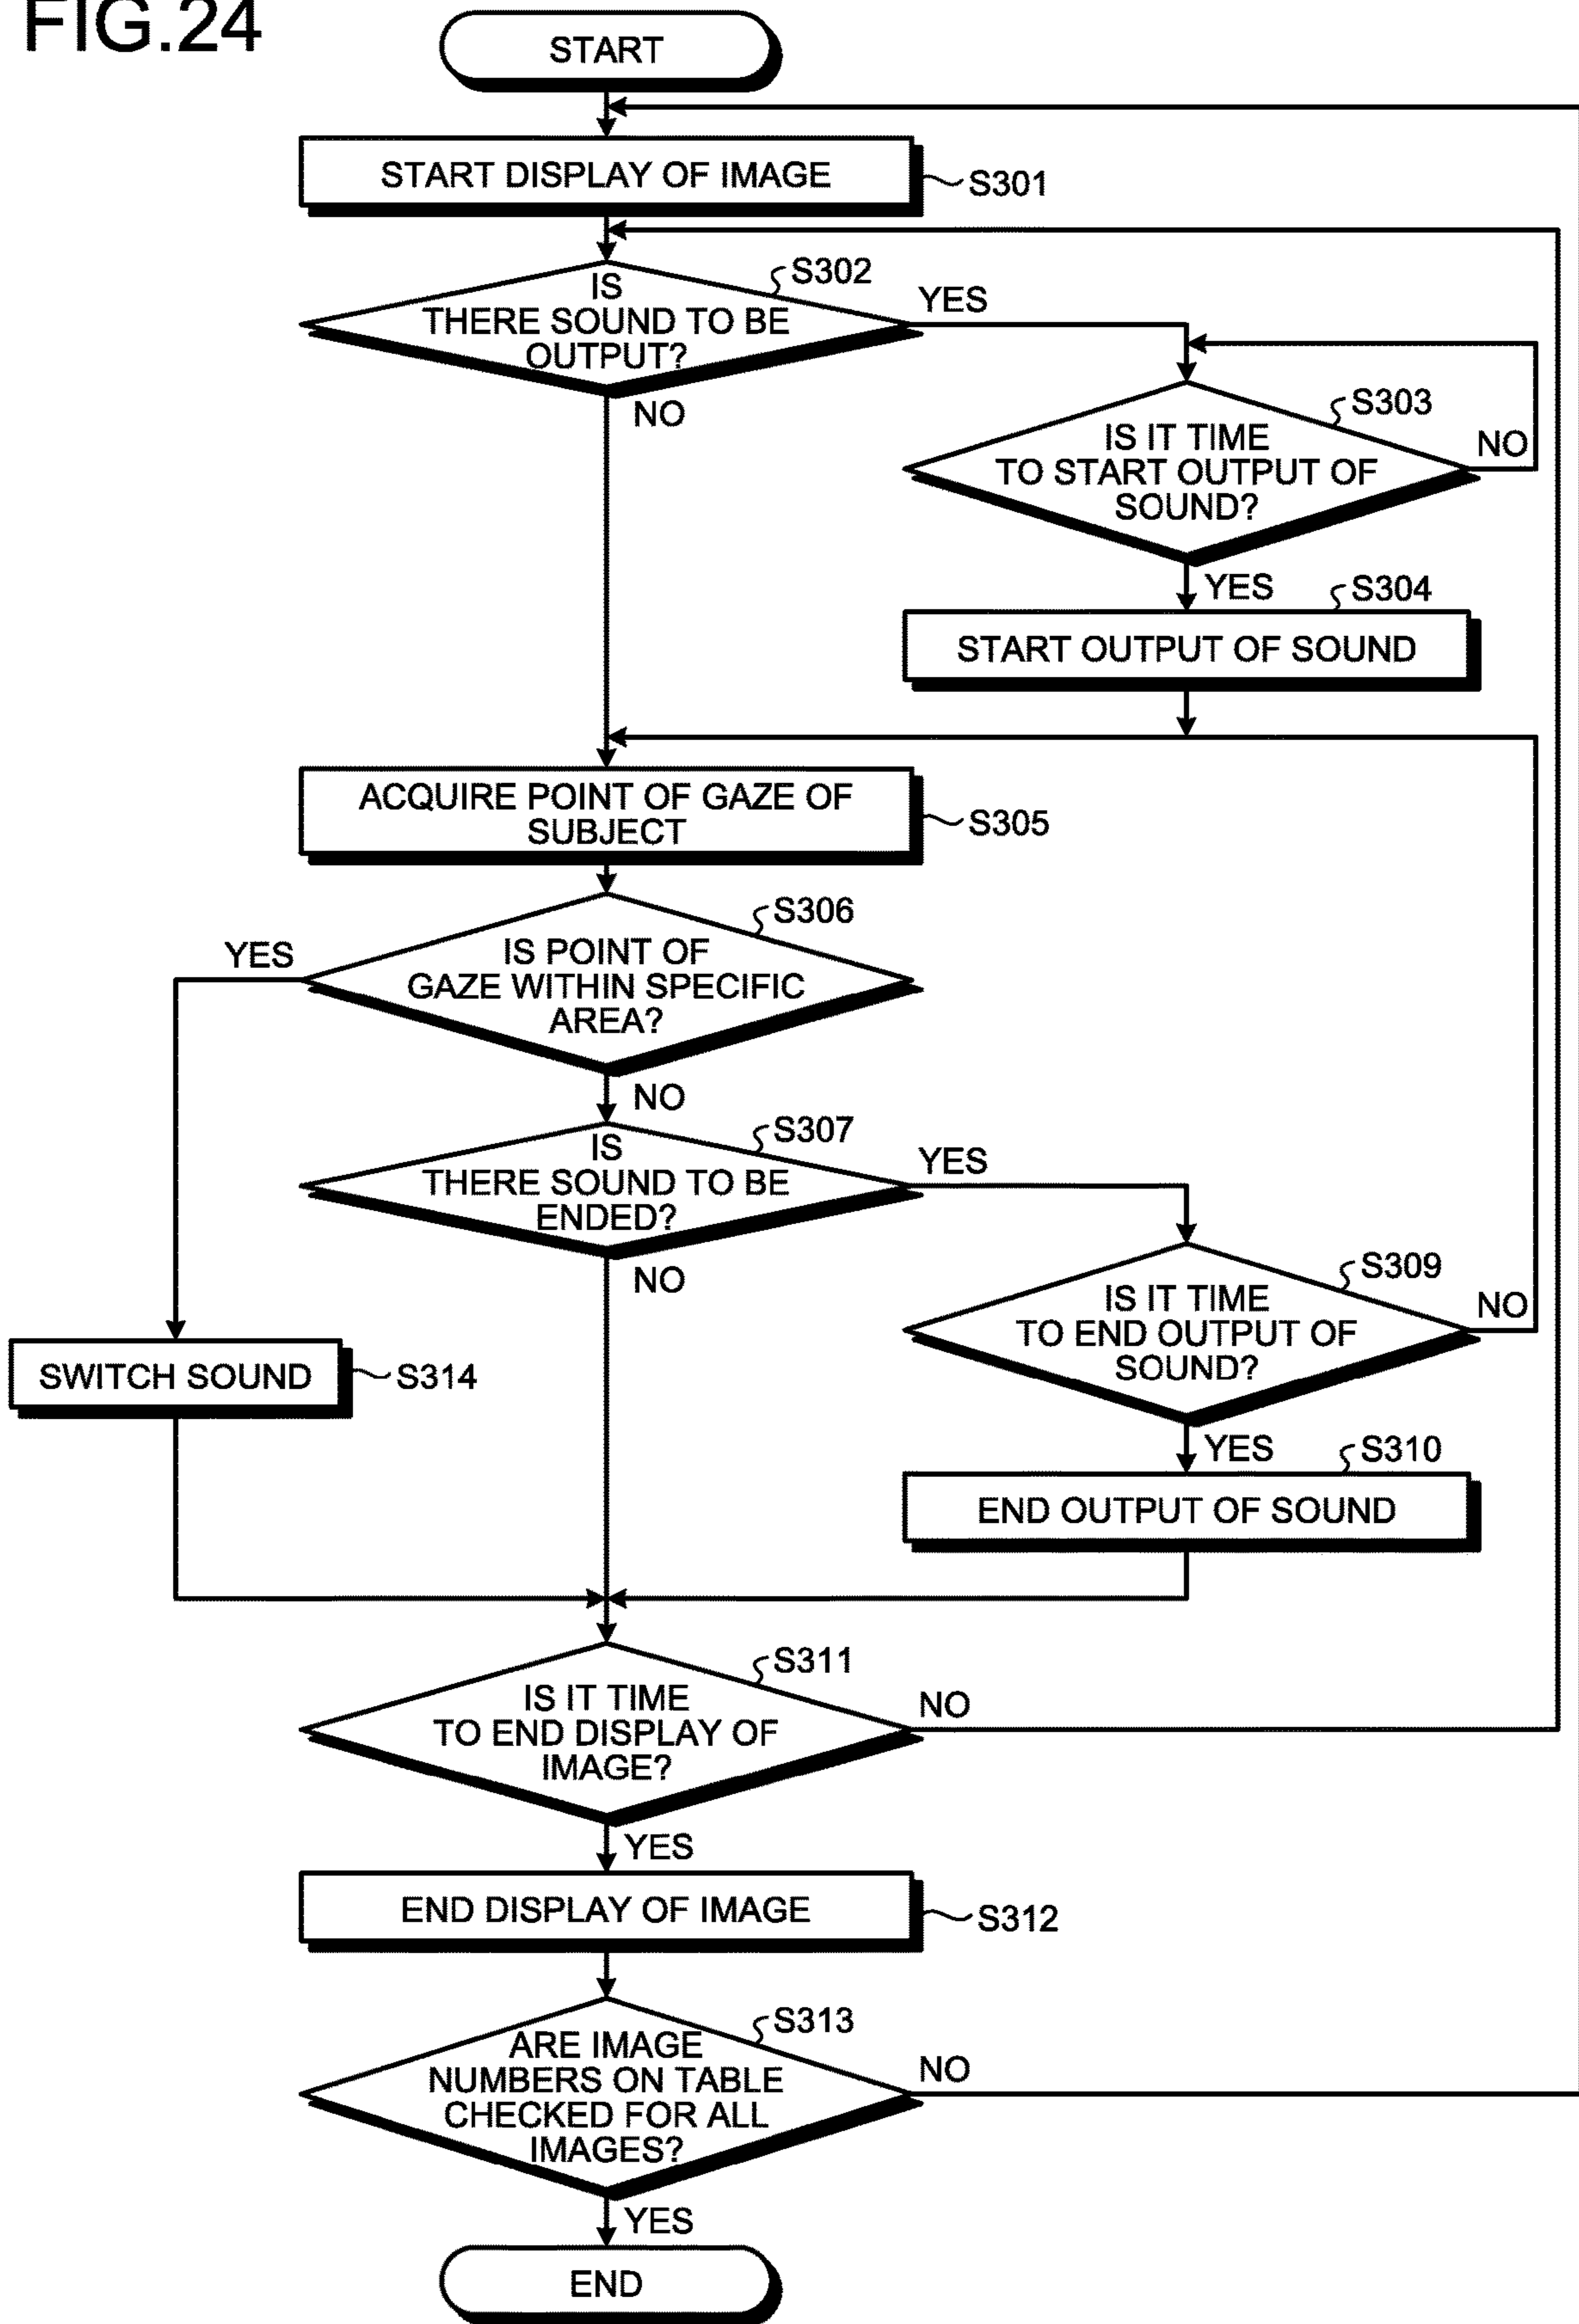 FIG.24
START
START DISPLAY OF IMAGE
S301
S302
IS
THERE SOUND TO BE
OUTPUT?
YES
NO
S303
IS IT TIME
TO START OUTPUT OF
SOUND?
NO
YES
S304
START OUTPUT OF SOUND
ACQUIRE POINT OF GAZE OF
SUBJECT
S305
S306
IS POINT OF
GAZE WITHIN SPECIFIC
AREA?
YES
NO
S307
IS
THERE SOUND TO BE
ENDED?
YES
NO
S309
IS IT TIME
TO END OUTPUT OF
SOUND?
NO
SWITCH SOUND
S314
YES
S310
END OUTPUT OF SOUND
S311
IS IT TIME
TO END DISPLAY OF
IMAGE?
NO
YES
END DISPLAY OF IMAGE
S312
S313
ARE IMAGE
NUMBERS ON TABLE
CHECKED FOR ALL
IMAGES?
NO
YES
END